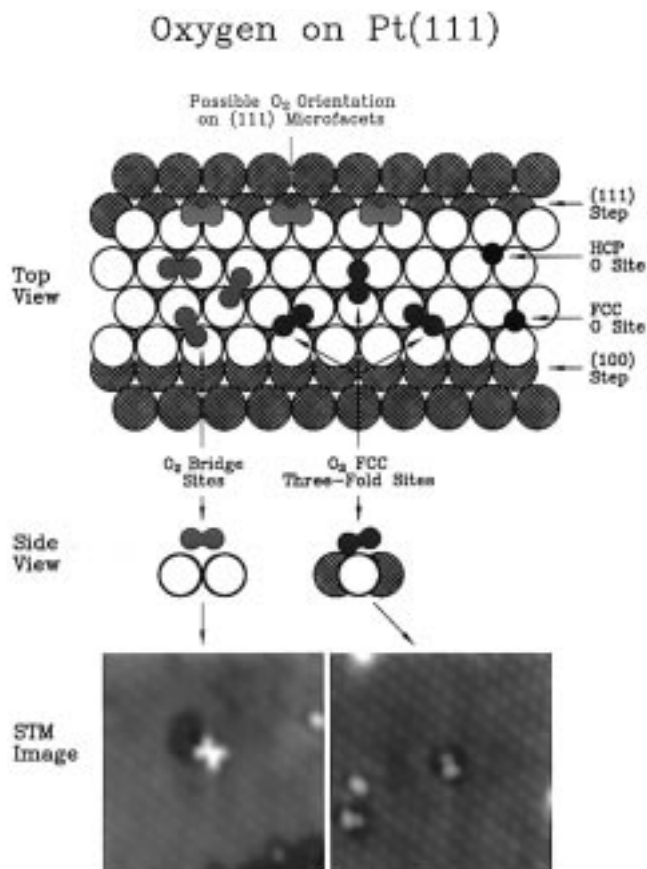 Oxygen on Pt(111)
Possible O₂ Orientation
on (111) Microfacets
(111)
Step
HCP
O Site
Top
View
FCC
O Site
(100)
Step
O₂ Bridge
Sites
O₂ FCC
Three-Fold Sites
Side
View
STM
Image